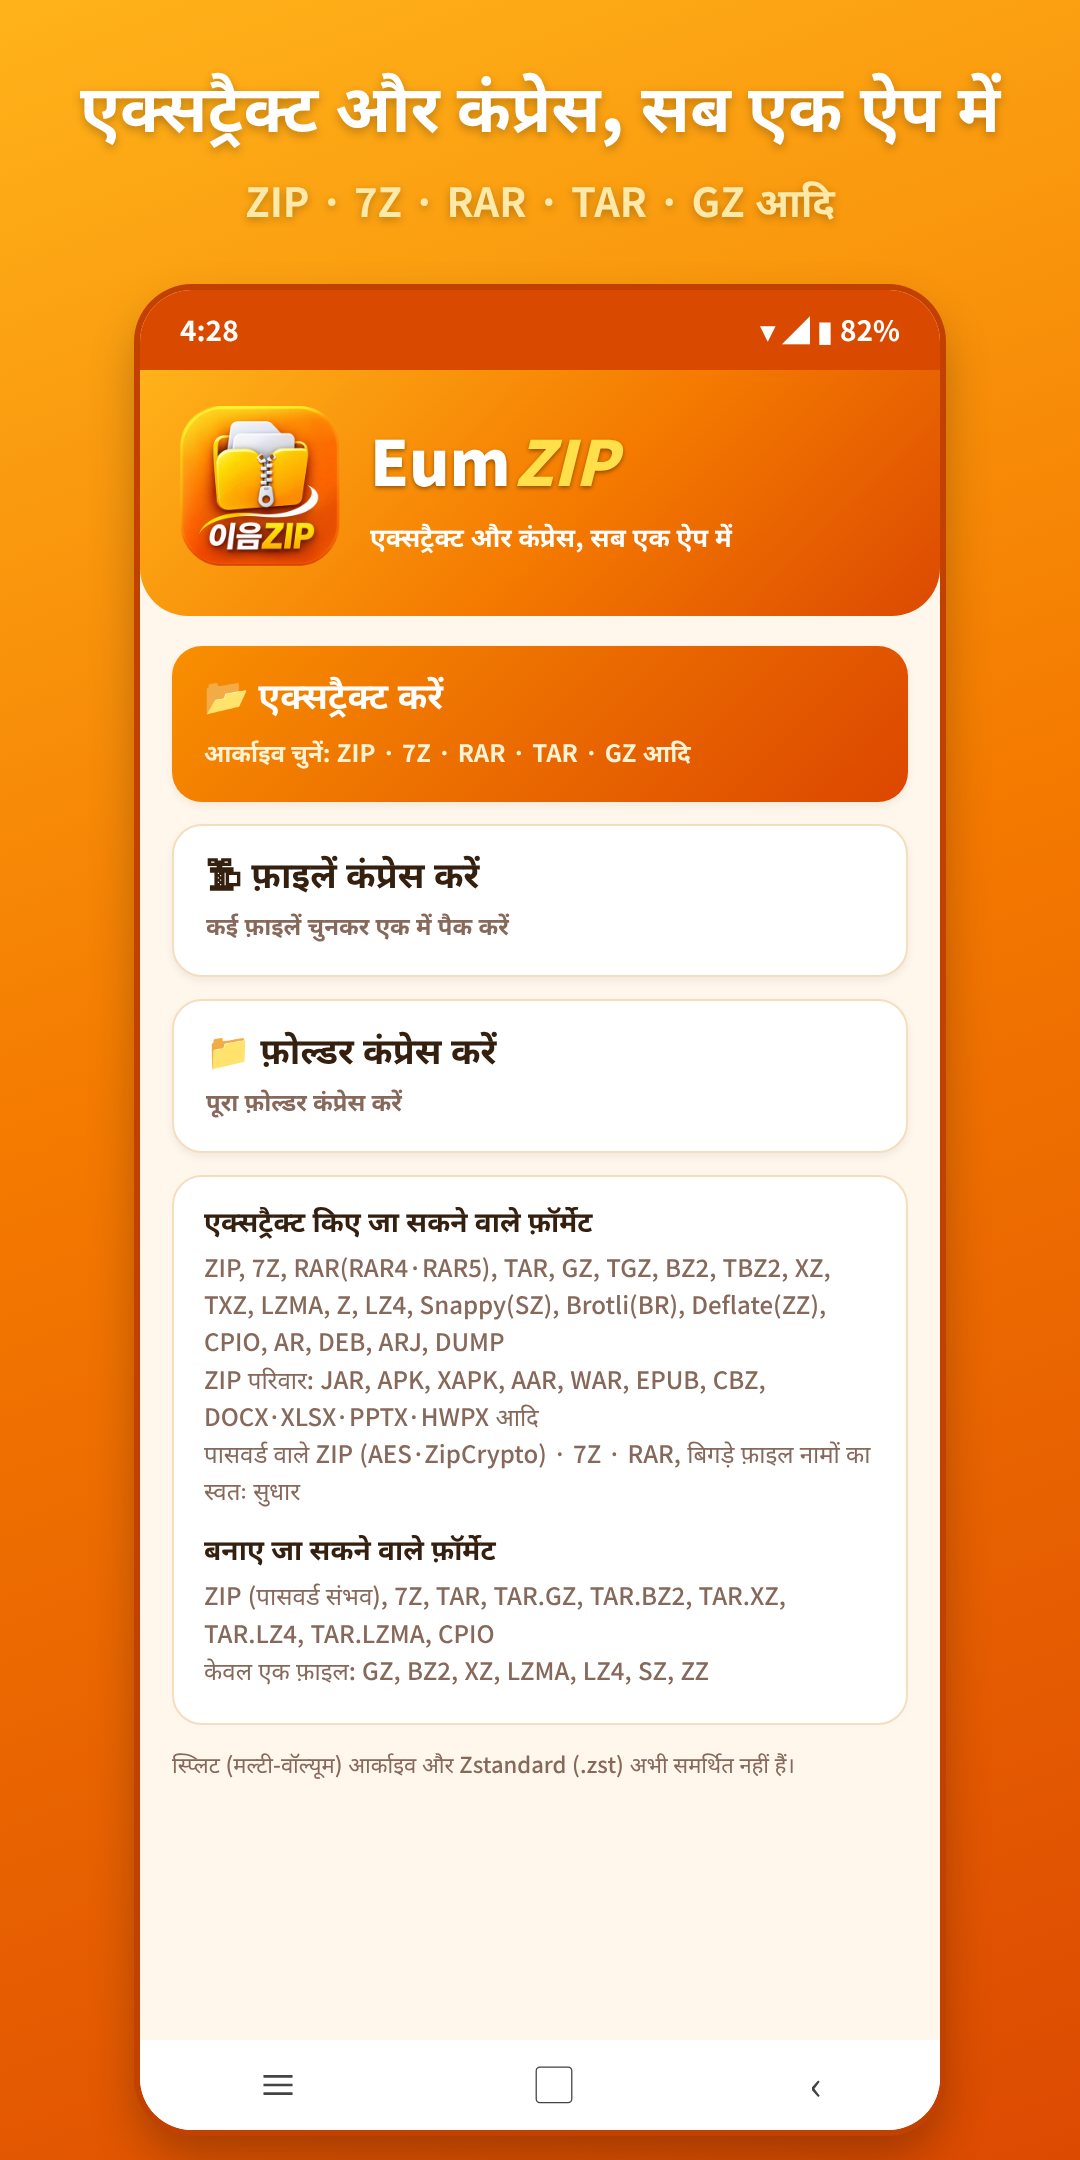 एक्सट्रैक्ट और कंप्रेस, सब एक ऐप में
ZIP · 7Z · RAR · TAR · GZ आदि
4:28
82%
Eum ZIP
이음ZIP
एक्सट्रैक्ट और कंप्रेस, सब एक ऐप में
एक्सट्रैक्ट करें
आर्काइव चुनें: ZIP · 7Z · RAR · TAR · GZ आदि
फ़ाइलें कंप्रेस करें
कई फ़ाइलें चुनकर एक में पैक करें
फ़ोल्डर कंप्रेस करें
पूरा फ़ोल्डर कंप्रेस करें
एक्सट्रैक्ट किए जा सकने वाले फ़ॉर्मेट
ZIP, 7Z, RAR(RAR4·RAR5), TAR, GZ, TGZ, BZ2, TBZ2, XZ,
TXZ, LZMA, Z, LZ4, Snappy(SZ), Brotli(BR), Deflate(ZZ),
CPIO, AR, DEB, ARJ, DUMP
ZIP परिवार: JAR, APK, XAPK, AAR, WAR, EPUB, CBZ,
DOCX·XLSX·PPTX·HWPX आदि
पासवर्ड वाले ZIP (AES·ZipCrypto) · 7Z · RAR, बिगड़े फ़ाइल नामों का
स्वतः सुधार
बनाए जा सकने वाले फ़ॉर्मेट
ZIP (पासवर्ड संभव), 7Z, TAR, TAR.GZ, TAR.BZ2, TAR.XZ,
TAR.LZ4, TAR.LZMA, CPIO
केवल एक फ़ाइल: GZ, BZ2, XZ, LZMA, LZ4, SZ, ZZ
स्प्लिट (मल्टी-वॉल्यूम) आर्काइव और Zstandard (.zst) अभी समर्थित नहीं हैं।